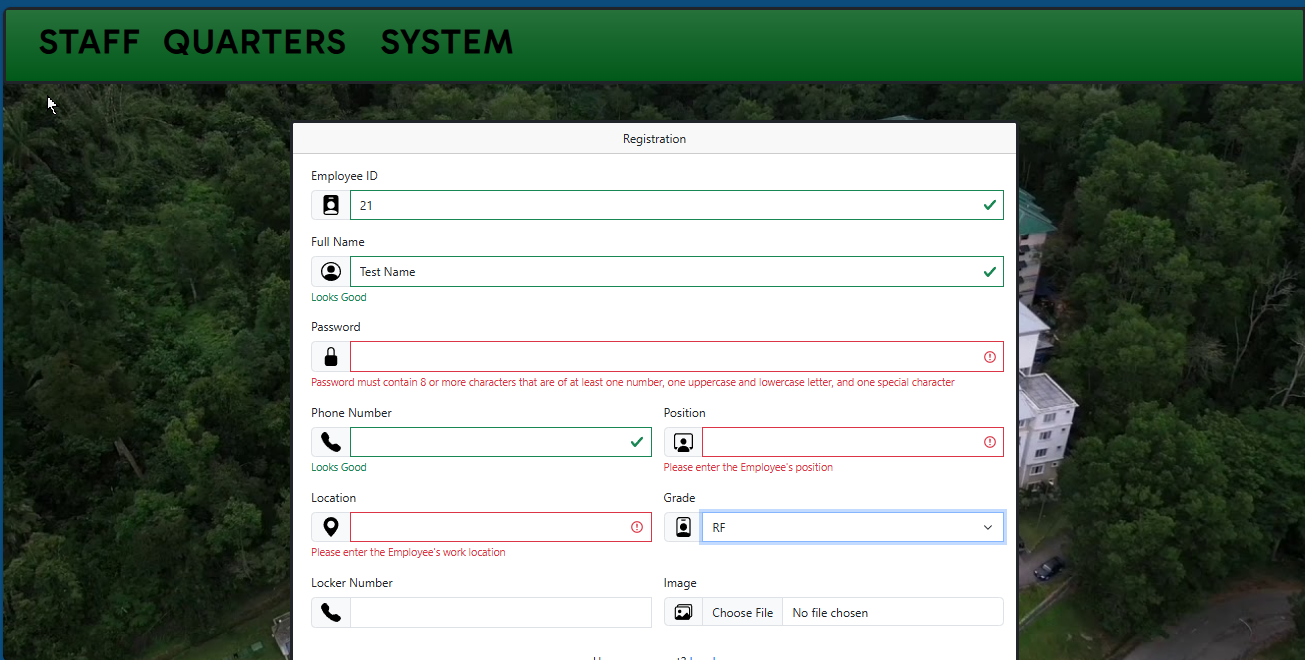 STAFF QUARTERS SYSTEM
Registration
Employee ID
21
Full Name
Test Name
Looks Good
Password
Password must contain 8 or more characters that are of at least one number, one uppercase and lowercase letter, and one special character
Phone Number Position
Looks Good Please enter the Employee's position
Location Grade
RF
Please enter the Employee's work location
Locker Number Image
Choose File No file chosen